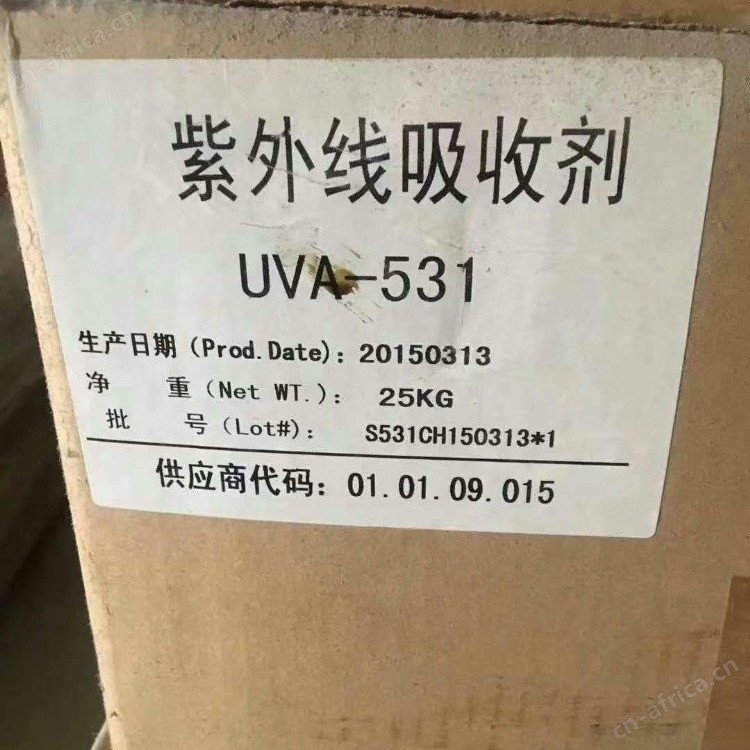 紫外线吸收剂
UVA-531
生产日期（Prod.Date）：20150313
净 重（Net WT.）： 25KG
批 号（Lot#）： S531CH150313*1
供应商代码：01.01.09.015
cn-africa.cn